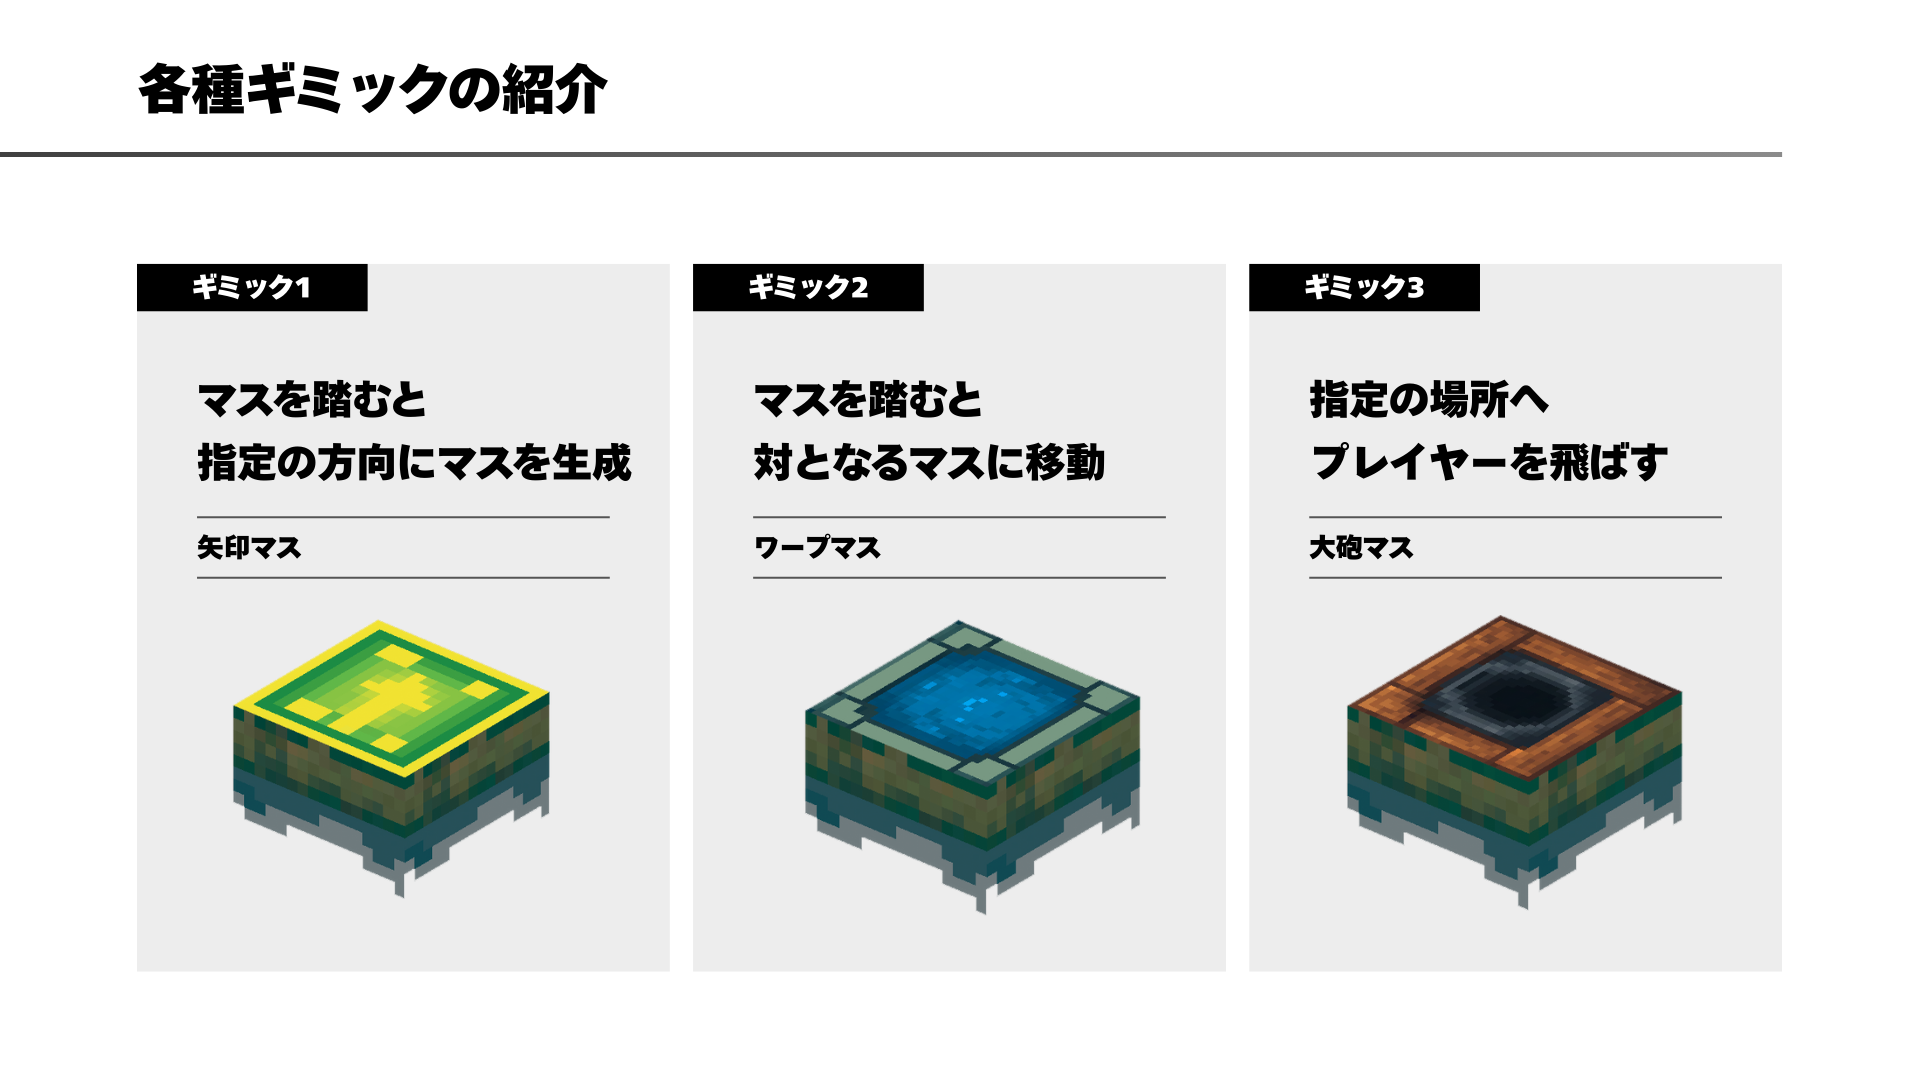 各種ギミックの紹介
ギミック1
マスを踏むと
指定の方向にマスを生成
矢印マス
ギミック2
マスを踏むと
対となるマスに移動
ワープマス
ギミック3
指定の場所へ
プレイヤーを飛ばす
大砲マス